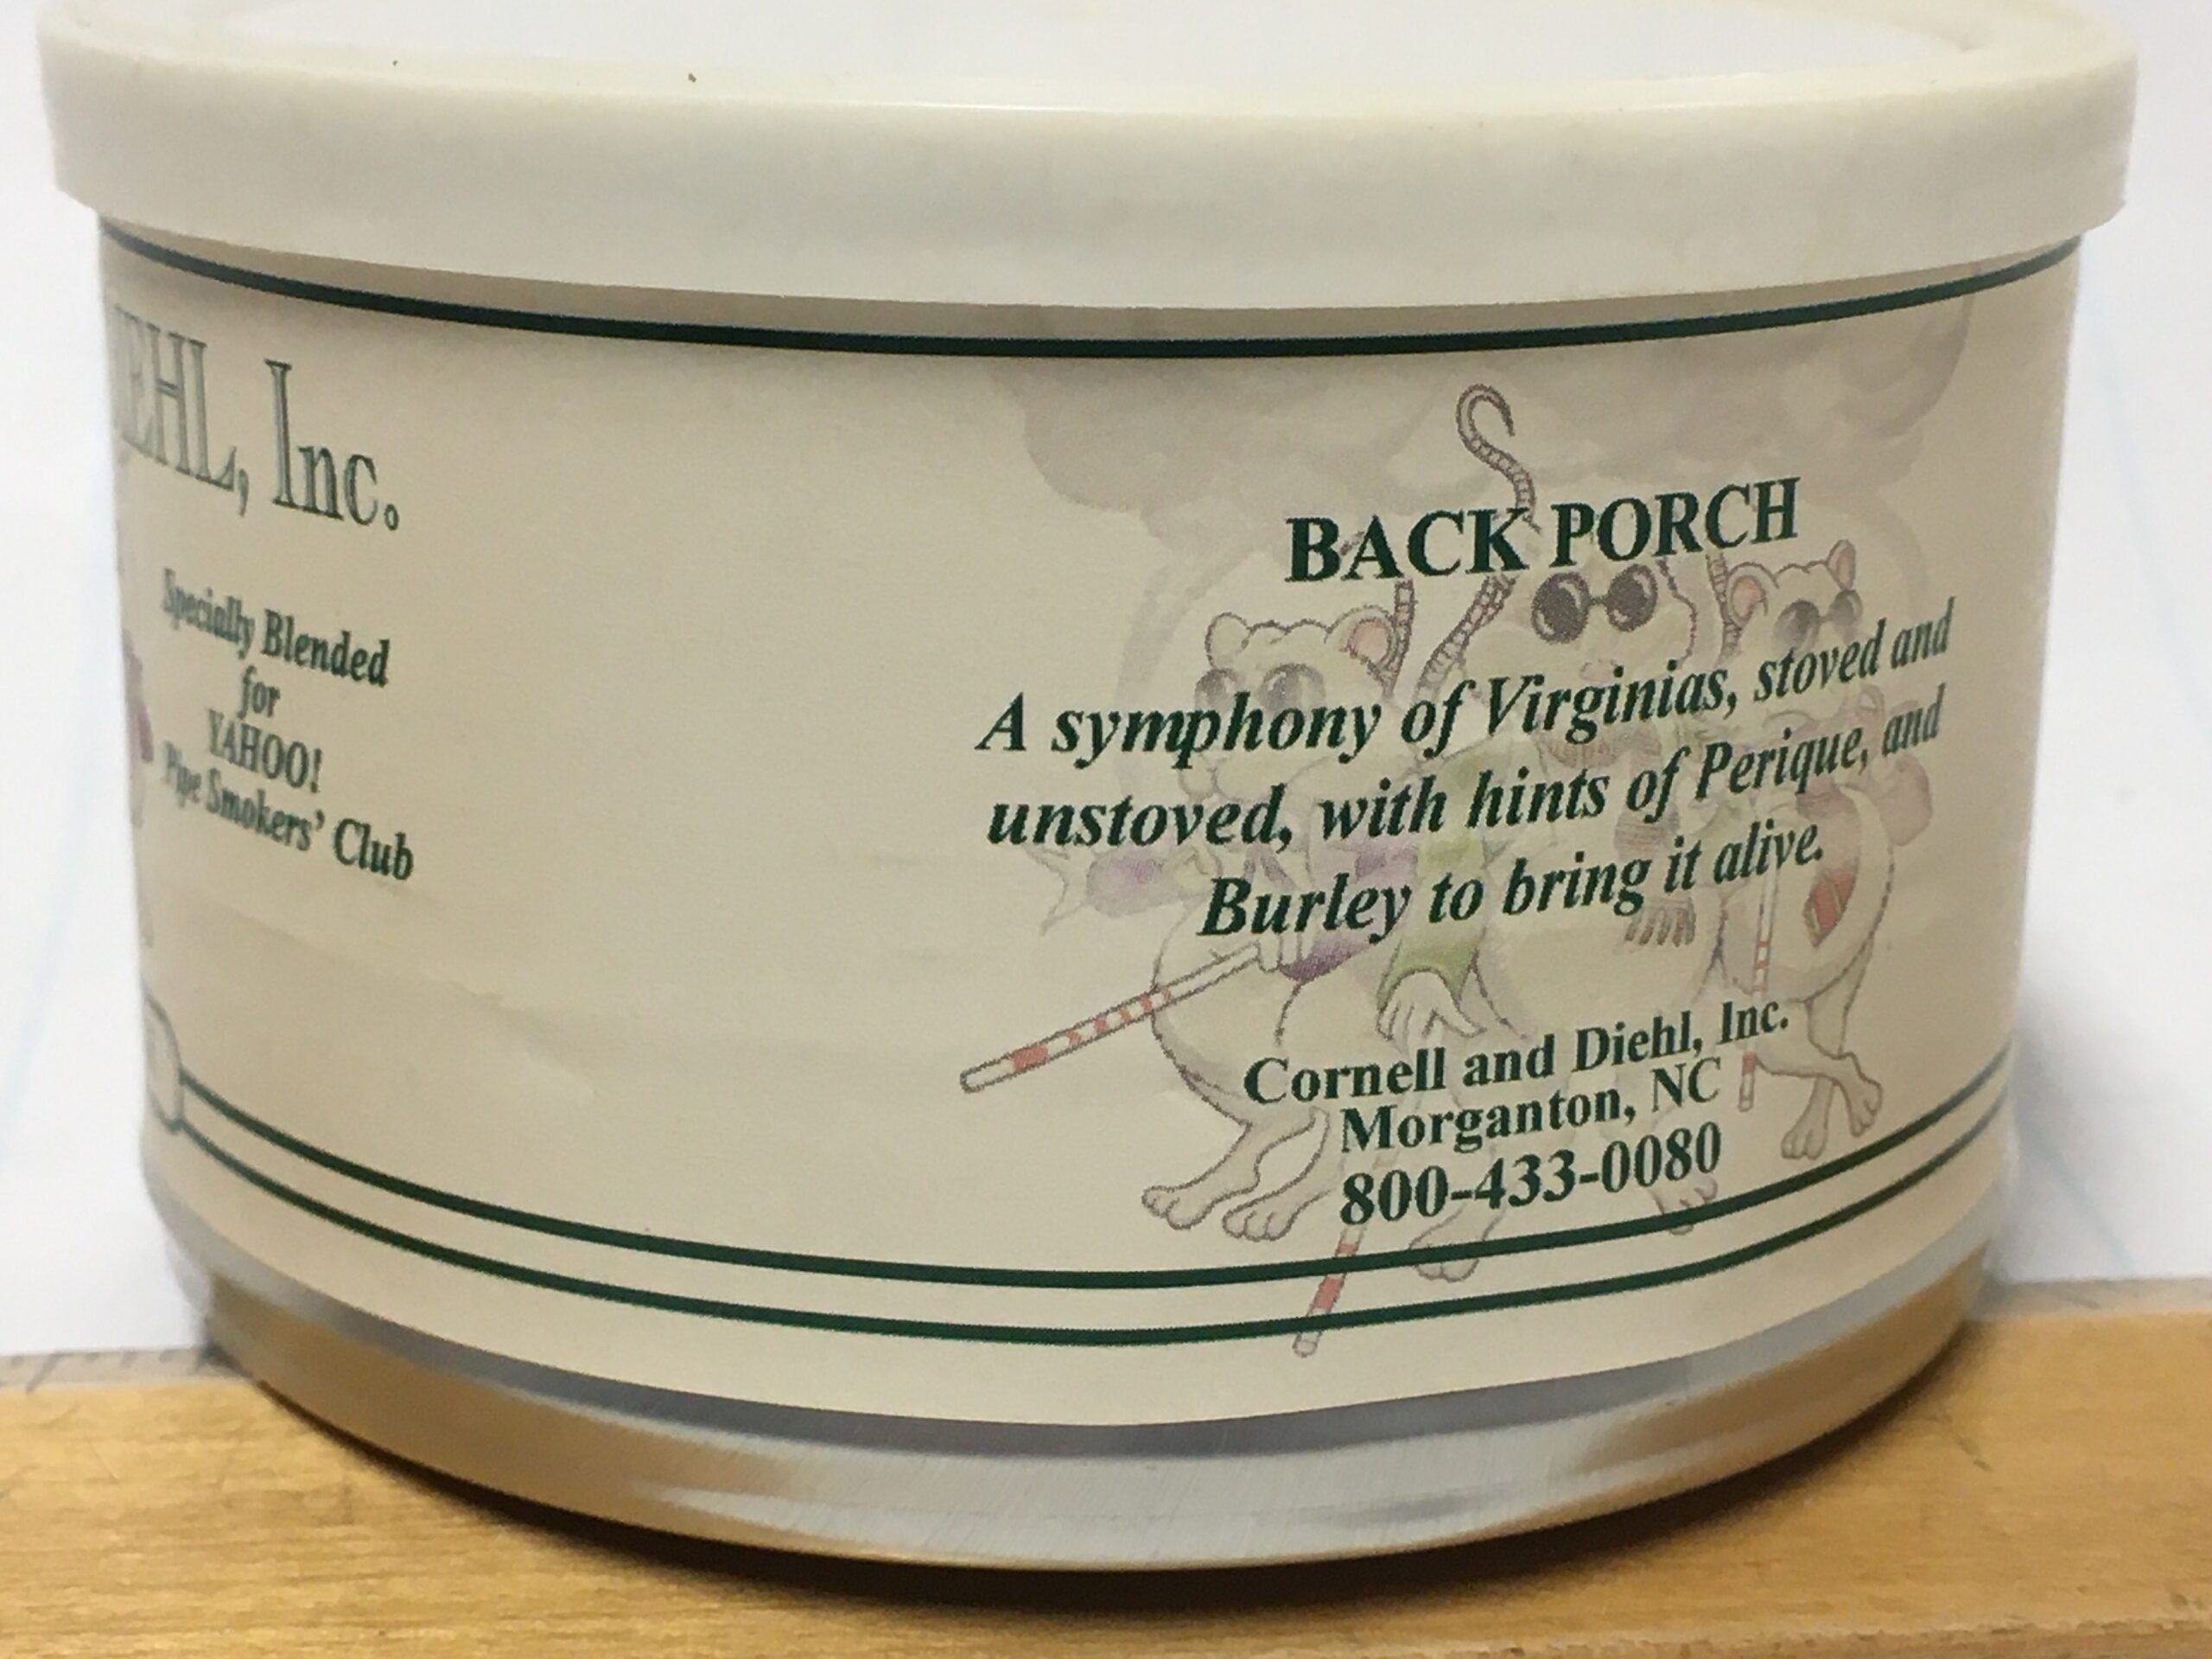 EHL, Inc.
Specially Blended
for
YAHOO!
Pipe Smokers' Club
BACK PORCH
A symphony of Virginias, stoved and
unstoved, with hints of Perique, and
Burley to bring it alive.
Cornell and Diehl, Inc.
Morganton, NC
800-433-0080